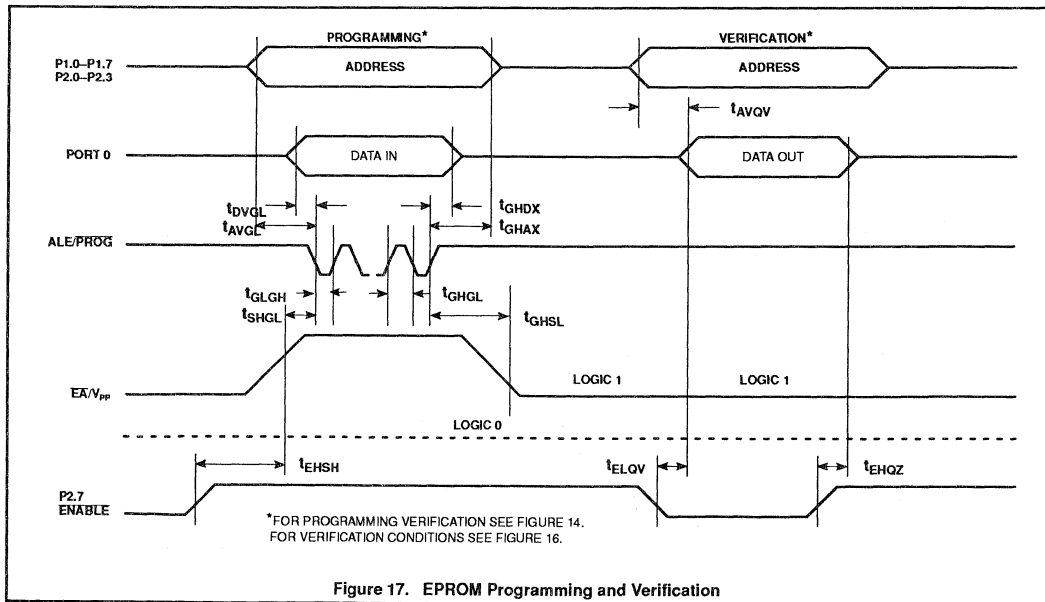 PROGRAMMING*
VERIFICATION*
P1.0–P1.7
P2.0–P2.3
ADDRESS
ADDRESS
tAVQV
PORT 0
DATA IN
DATA OUT
tDVGL
tGHDX
tAVGL
tGHAX
ALE/PROG
tGLGH
tGHGL
tSHGL
tGHSL
EA/VPP
LOGIC 1
LOGIC 1
LOGIC 0
tEHSH
tELQV
tEHQZ
P2.7
ENABLE
*FOR PROGRAMMING VERIFICATION SEE FIGURE 14.
FOR VERIFICATION CONDITIONS SEE FIGURE 16.
Figure 17. EPROM Programming and Verification